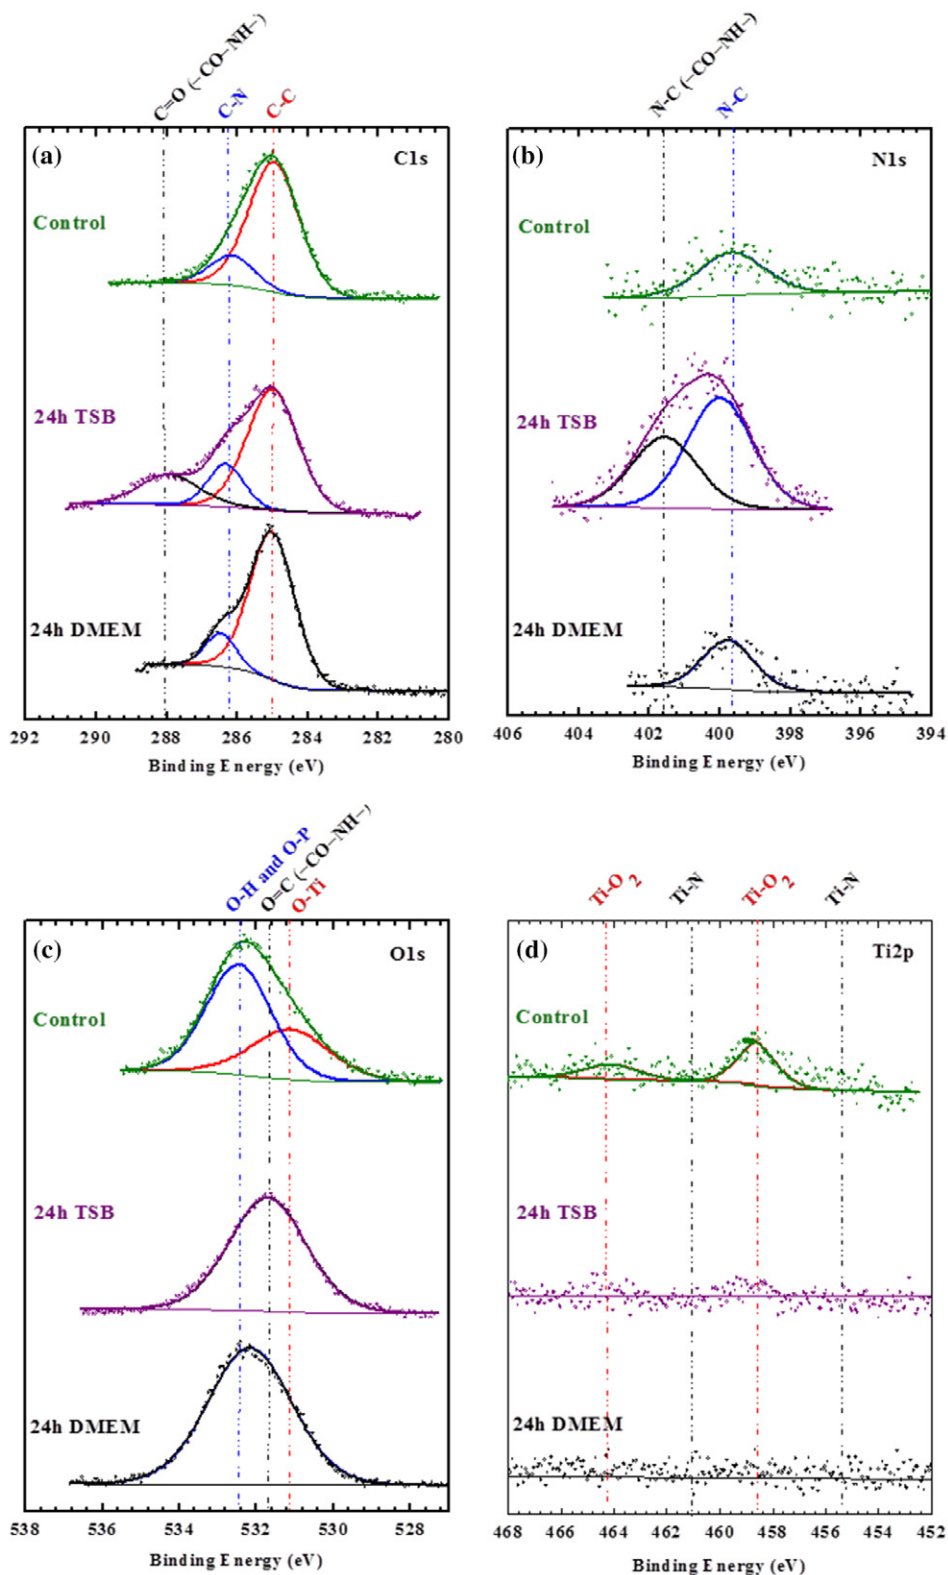 C=O (−CO−NH−)
C-N
C-C
(a)
C1s
Control
24h TSB
24h DMEM
292 290 288 286 284 282 280
Binding Energy (eV)
N-C (−CO−NH−)
N-C
(b)
N1s
Control
24h TSB
24h DMEM
406 404 402 400 398 396 394
Binding Energy (eV)
O-H and O-P
O=C (−CO−NH−)
O-Ti
(c)
O1s
Control
24h TSB
24h DMEM
538 536 534 532 530 528
Binding Energy (eV)
Ti-O2
Ti-N
Ti-O2
Ti-N
(d)
Ti2p
Control
24h TSB
24h DMEM
468 466 464 462 460 458 456 454 452
Binding Energy (eV)